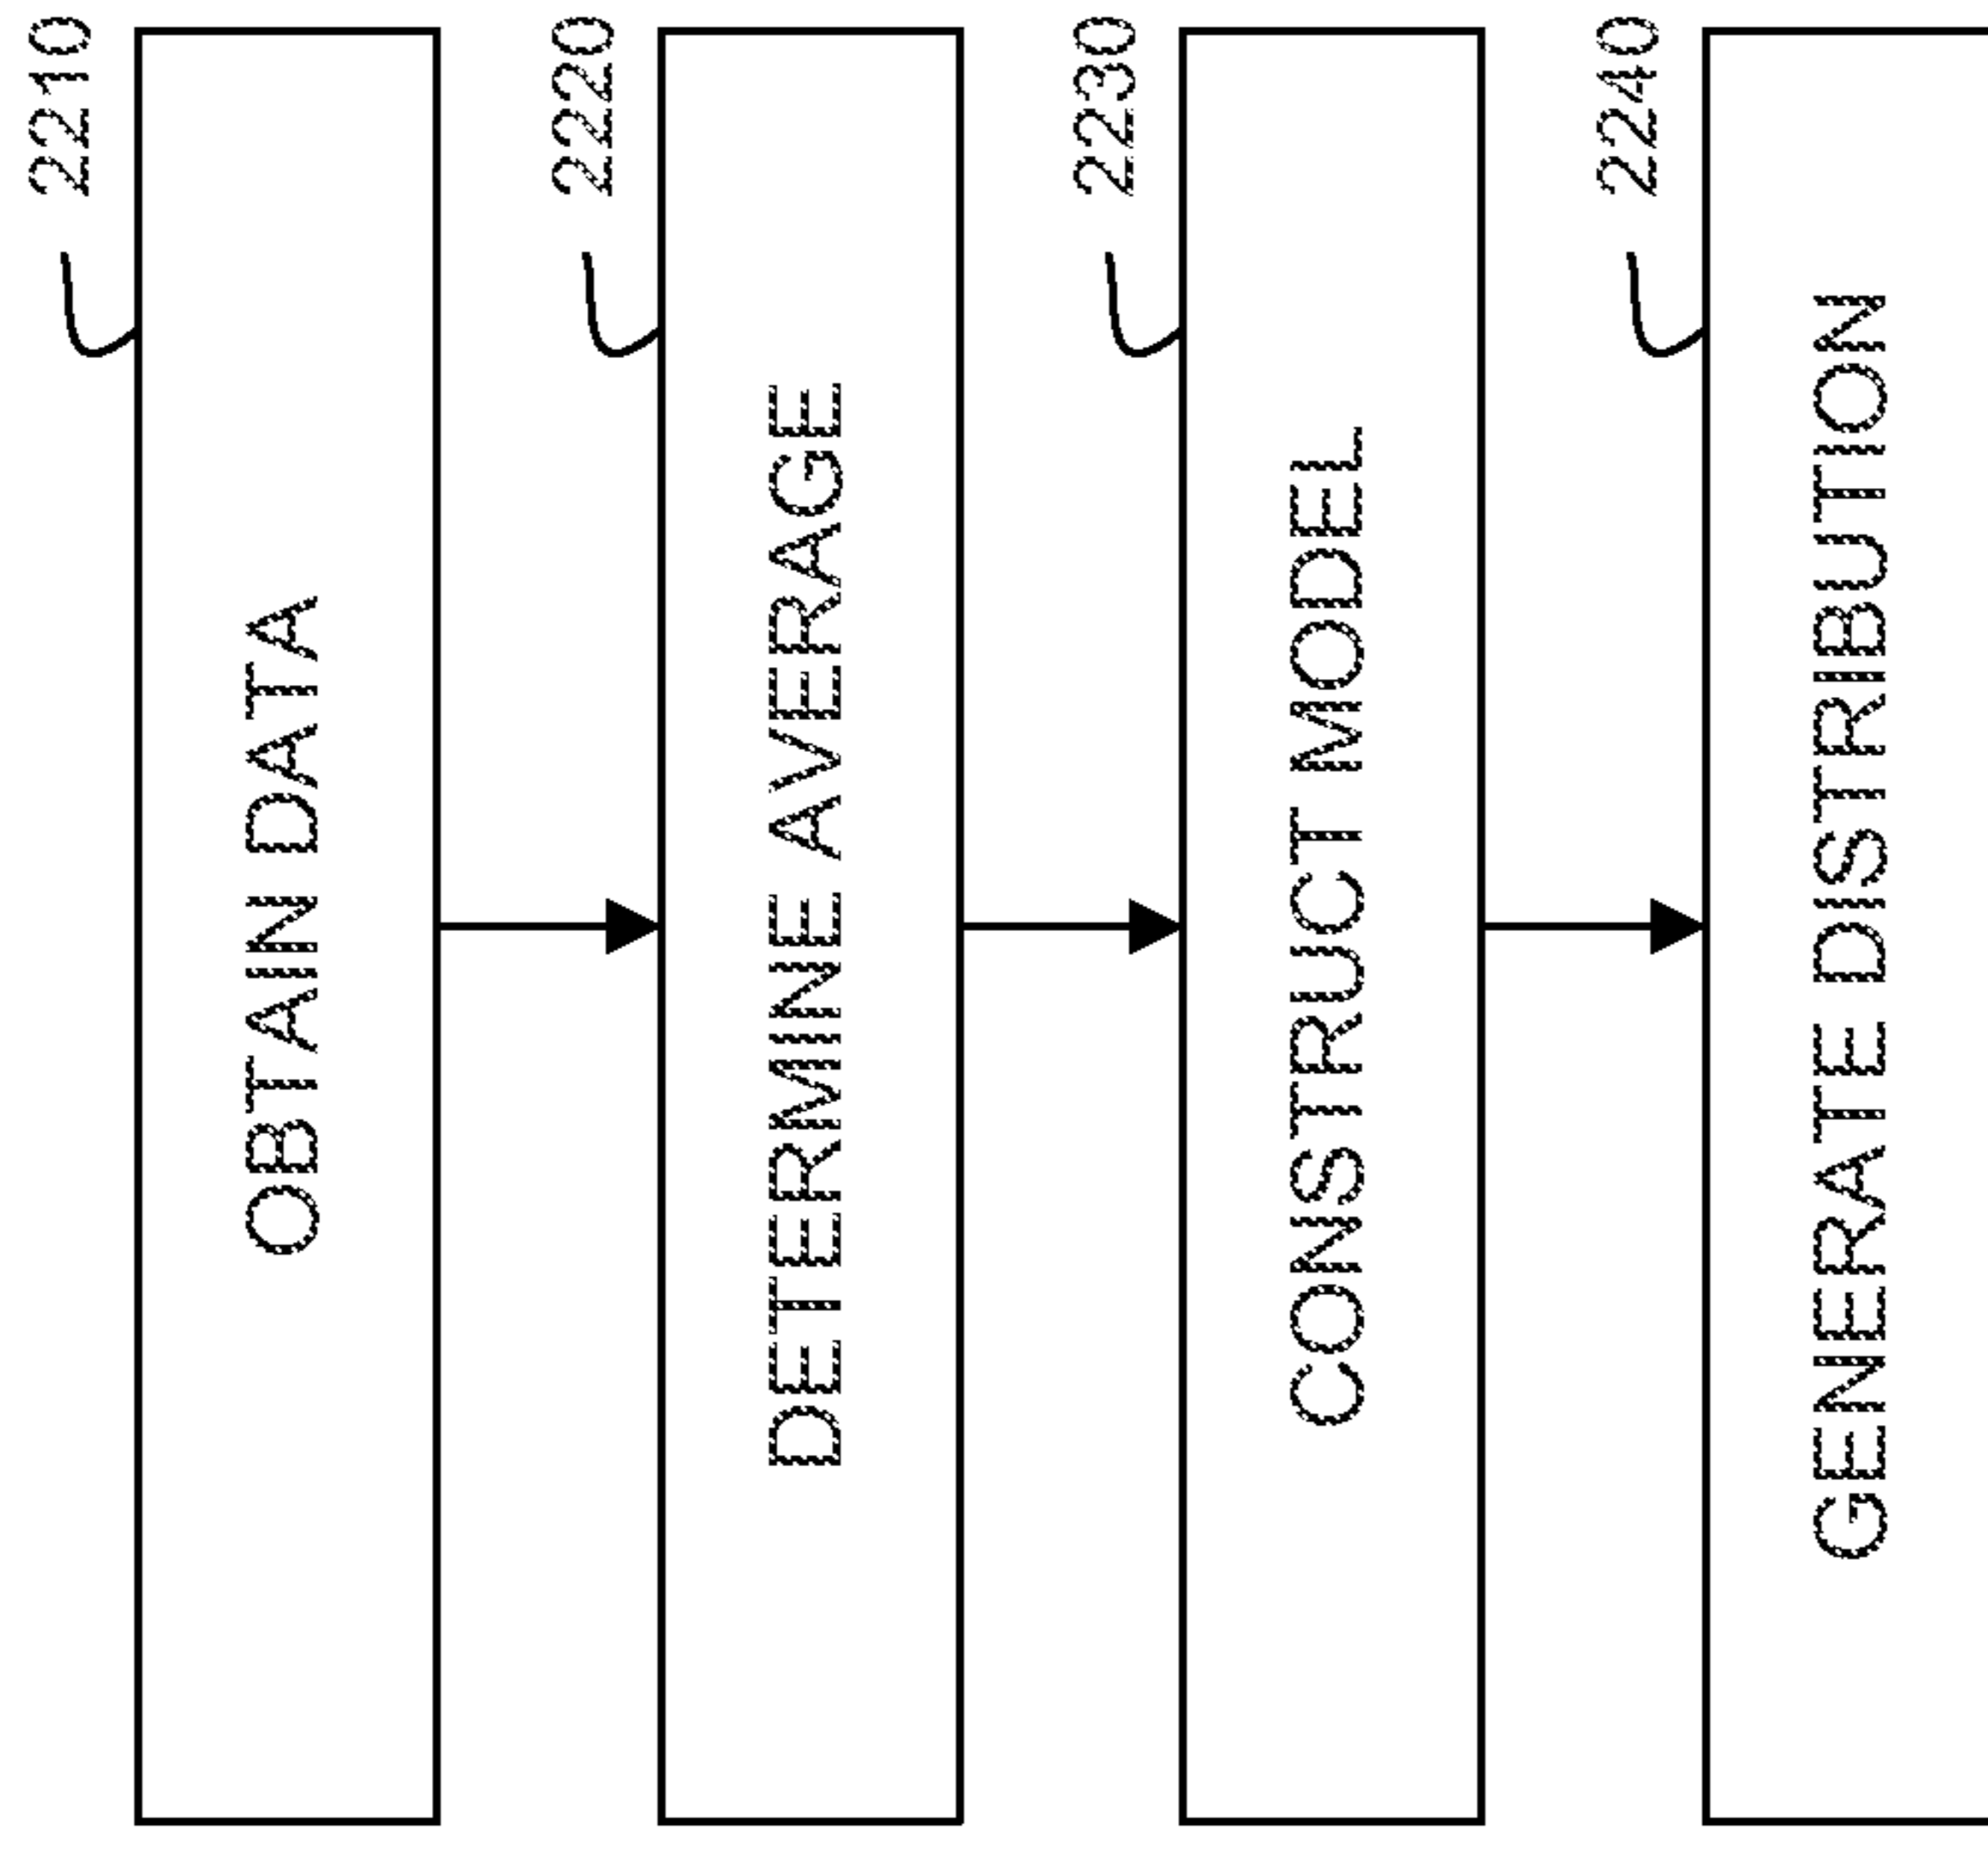 2210
OBTAIN DATA
2220
DETERMINE AVERAGE
2230
CONSTRUCT MODEL
2240
GENERATE DISTRIBUTION